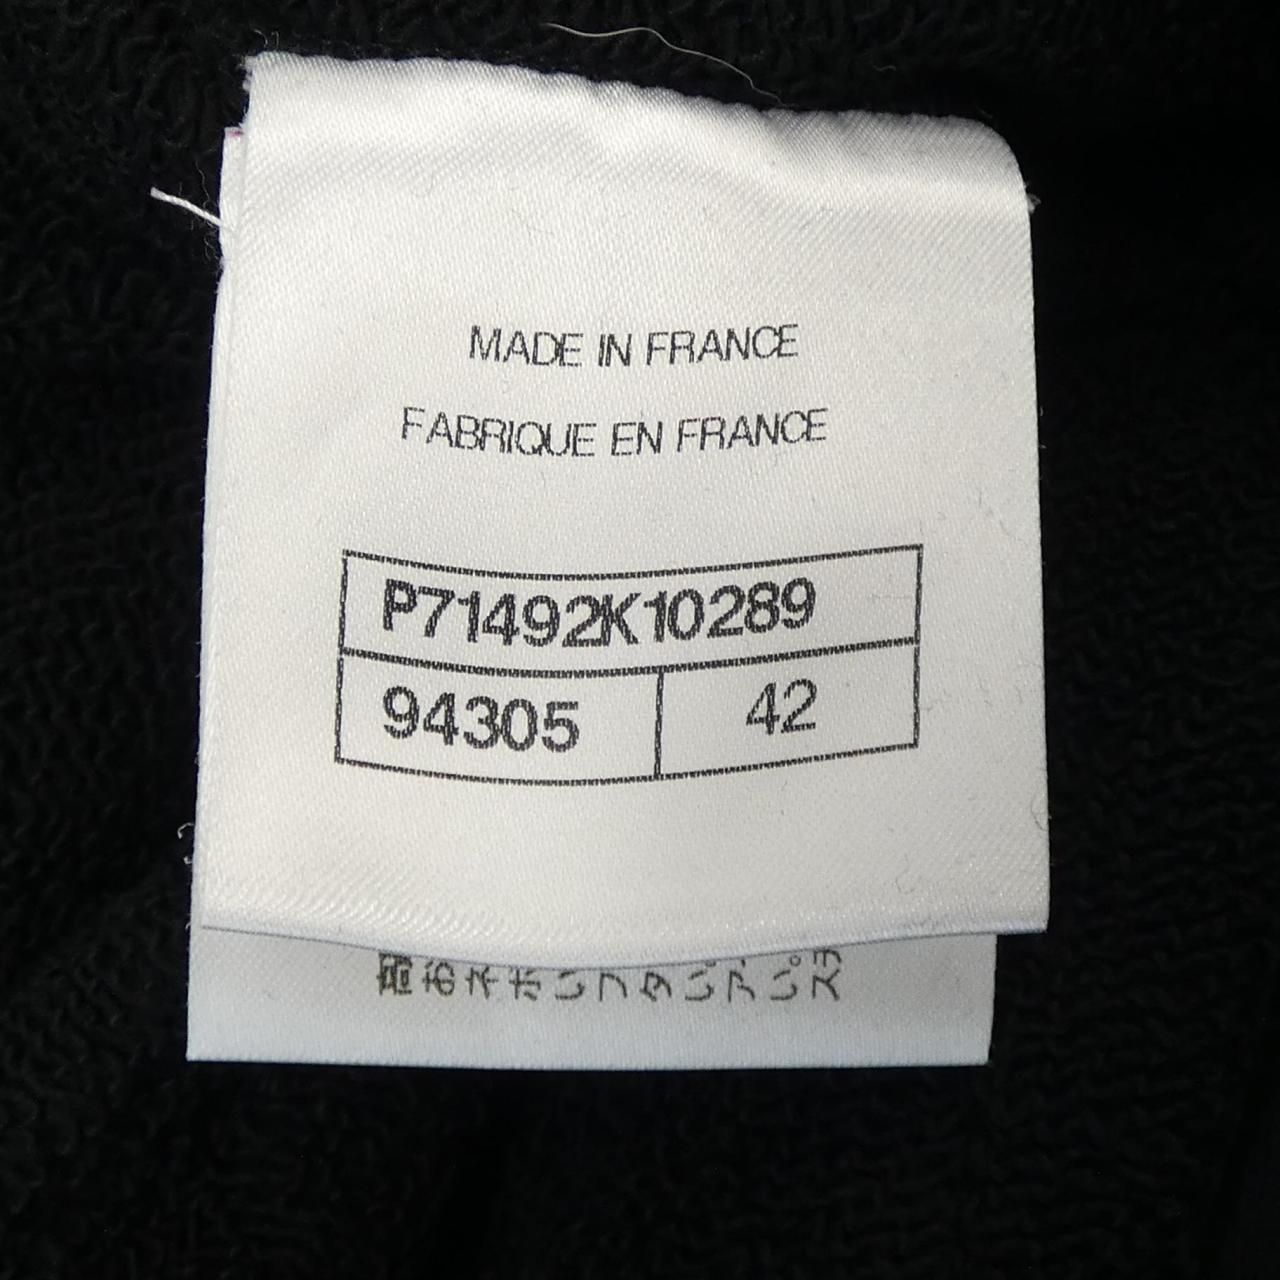 MADE IN FRANCE
FABRIQUE EN FRANCE
P71492K10289
94305
42